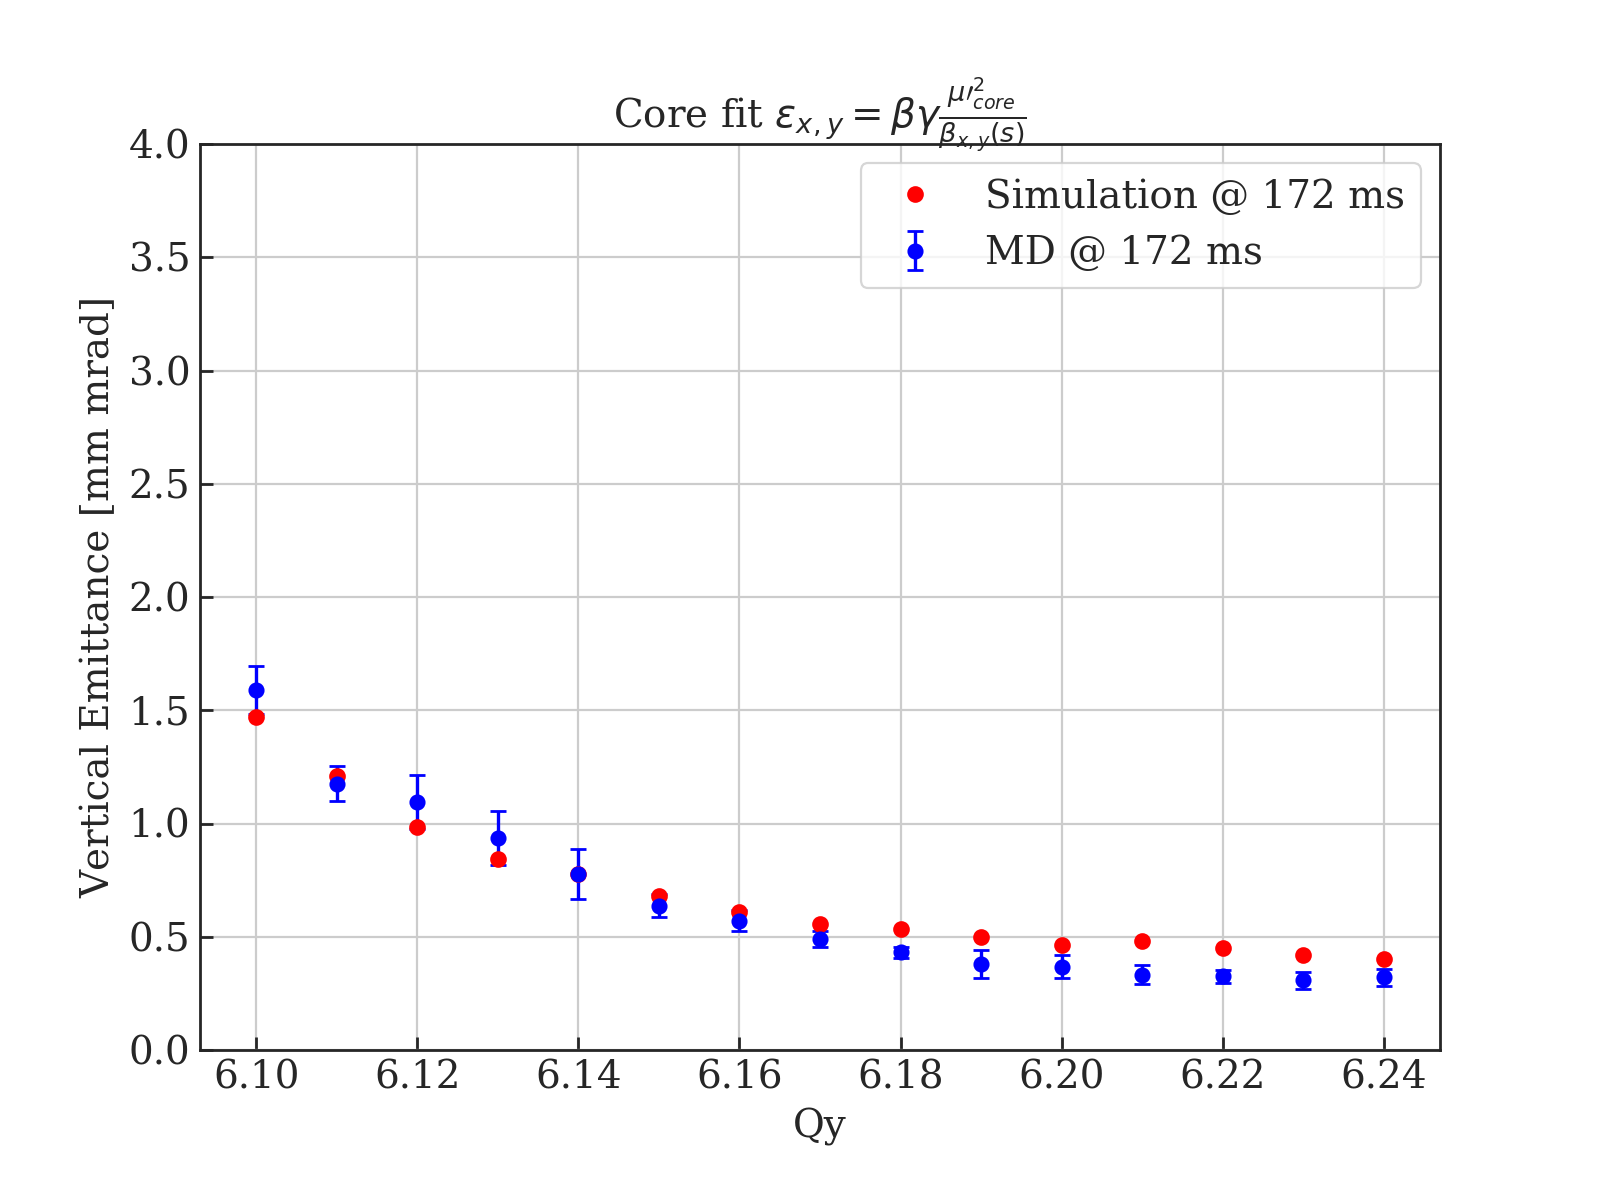 Core fit $\epsilon_{x,y} = \beta\gamma\frac{\mu\prime^2_{core}}{\beta_{x,y}(s)}$
Simulation @ 172 ms
MD @ 172 ms
Vertical Emittance [mm mrad]
4.0
3.5
3.0
2.5
2.0
1.5
1.0
0.5
0.0
6.10 6.12 6.14 6.16 6.18 6.20 6.22 6.24
Qy